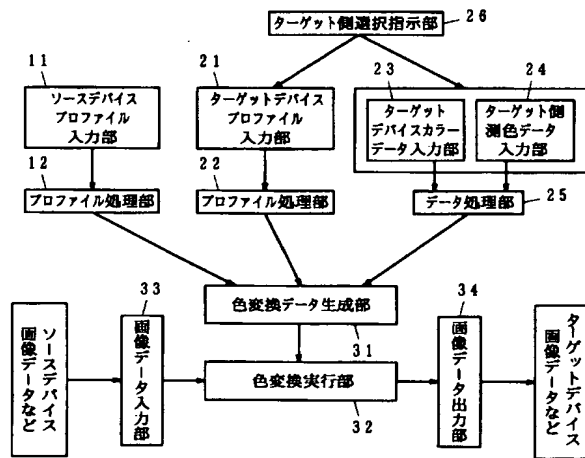 ターゲット側選択指示部
26
11
21
23
24
ソースデバイス
プロファイル
入力部
ターゲットデバイス
プロファイル
入力部
ターゲット
デバイスカラー
データ入力部
ターゲット側
測色データ
入力部
12
22
プロファイル処理部
プロファイル処理部
データ処理部
25
33
34
色変換データ生成部
31
ソースデバイス
画像データなど
画像データ入力部
色変換実行部
32
画像データ出力部
ターゲットデバイス
画像データなど